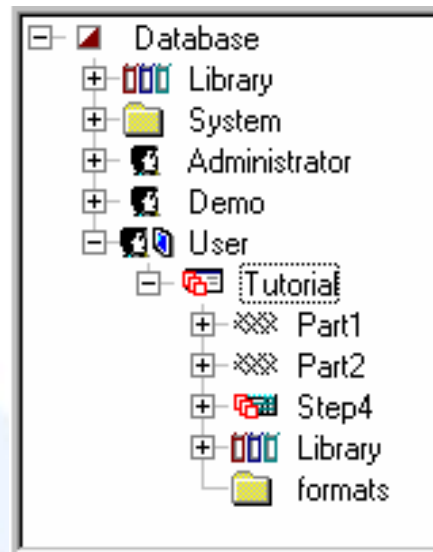 Database
Library
System
Administrator
Demo
User
Tutorial
Part1
Part2
Step4
Library
formats